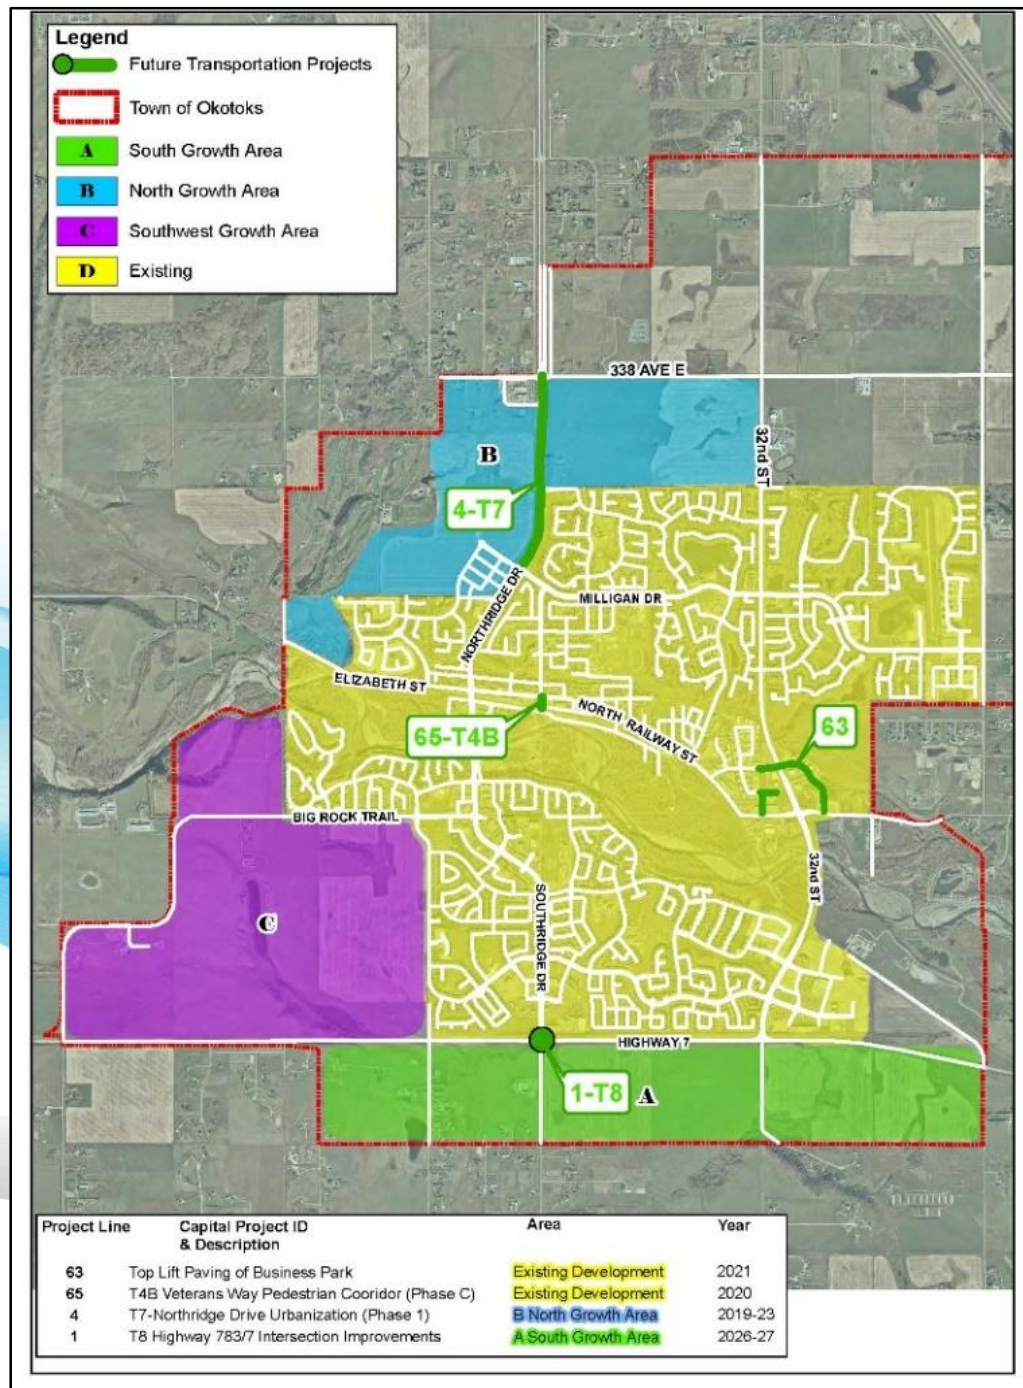 Legend
Future Transportation Projects
Town of Okotoks
A South Growth Area
B North Growth Area
C Southwest Growth Area
D Existing
338 AVE E
32nd ST
B
4-T7
NORTHRIDGE DR
MILLIGAN DR
ELIZABETH ST
NORTH RAILWAY ST
65-T4B
63
BIG ROCK TRAIL
32nd ST
SOUTHRIDGE DR
C
HIGHWAY 7
1-T8
A
Project Line Capital Project ID Area Year
& Description
63 Top Lift Paving of Business Park Existing Development 2021
65 T4B Veterans Way Pedestrian Cooridor (Phase C) Existing Development 2020
4 T7-Northridge Drive Urbanization (Phase 1) B North Growth Area 2019-23
1 T8 Highway 783/7 Intersection Improvements A South Growth Area 2026-27